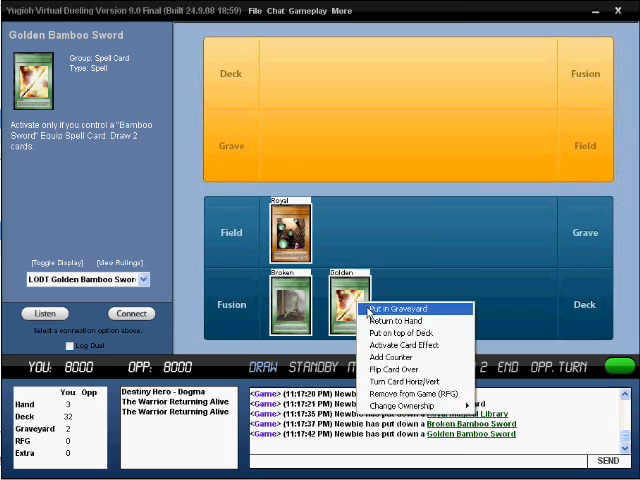 Yugioh Virtual Dueling Version 9.0 Final (Built 24.9.08 18:59) File Chat Gameplay More
Golden Bamboo Sword
Group: Spell Card
Type: Spell
Activate only if you control a "Bamboo
Sword" Equip Spell Card. Draw 2
cards.
[Toggle Display] [View Rulings]
LODT Golden Bamboo Swor
Listen Connect
Select a connection option above.
Log Duel
Deck Fusion
Grave Field
Royal
Field Grave
Broken Golden
Fusion Deck
Put in Graveyard
Return to Hand
Put on top of Deck
Activate Card Effect
Add Counter
Flip Card Over
Turn Card Horiz/Vert
Remove from Game (RFG)
Change Ownership
YOU: 8000 OPP: 8000 DRAW STANDBY 2 END OPP.TURN
You Opp
Hand 3
Deck 32
Graveyard 2
RFG 0
Extra 0
Destiny Hero - Dogma
The Warrior Returning Alive
The Warrior Returning Alive
<Game> (11:17:20 PM) Newbie
<Game> (11:17:21 PM) Newb
<Game> (11:17:35 PM) Newbie has put down a Royal Magical Library
<Game> (11:17:37 PM) Newbie has put down a Broken Bamboo Sword
<Game> (11:17:42 PM) Newbie has put down a Golden Bamboo Sword
SEND